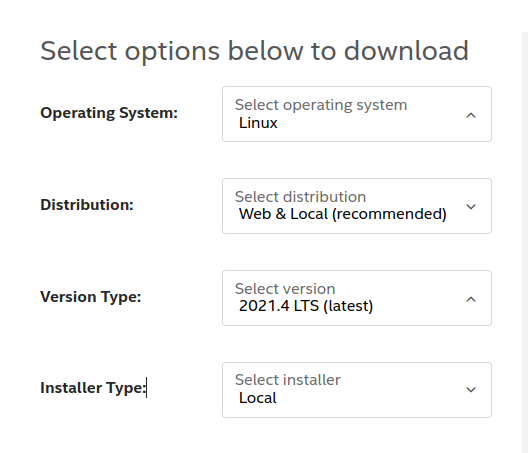 Select options below to download
Operating System:
Select operating system
Linux
Distribution:
Select distribution
Web & Local (recommended)
Version Type:
Select version
2021.4 LTS (latest)
Installer Type:
Select installer
Local